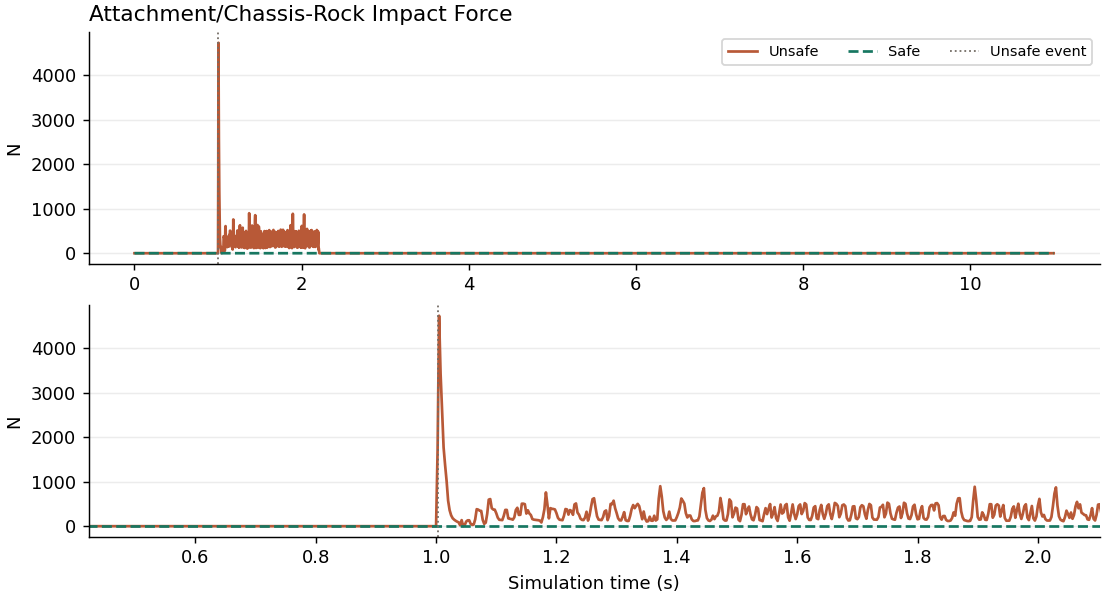 Attachment/Chassis-Rock Impact Force
Unsafe Safe Unsafe event
N
4000
3000
2000
1000
0
0 2 4 6 8 10
N
4000
3000
2000
1000
0
0.6 0.8 1.0 1.2 1.4 1.6 1.8 2.0
Simulation time (s)